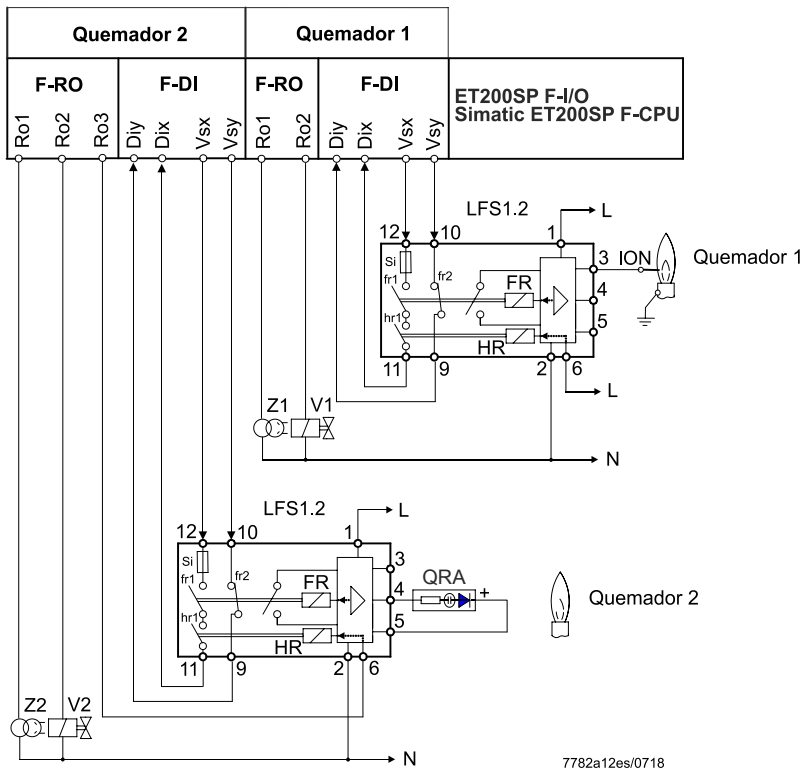 Quemador 2 Quemador 1
F-RO F-DI F-RO F-DI
ET200SP F-I/O
Simatic ET200SP F-CPU
Ro1 Ro2 Ro3 Diy Dix Vsx Vsy Ro1 Ro2 Diy Dix Vsx Vsy
LFS1.2 L
12 10 1
3 ION Quemador 1
Si
fr1 fr2 FR
4
hr1 5
HR
11 9 2 6
L
Z1 V1
N
LFS1.2 L
12 10 1
3
Si
fr1 fr2 FR 4 QRA +
Quemador 2
hr1 5
HR
11 9 2 6
Z2 V2
N
7782a12es/0718